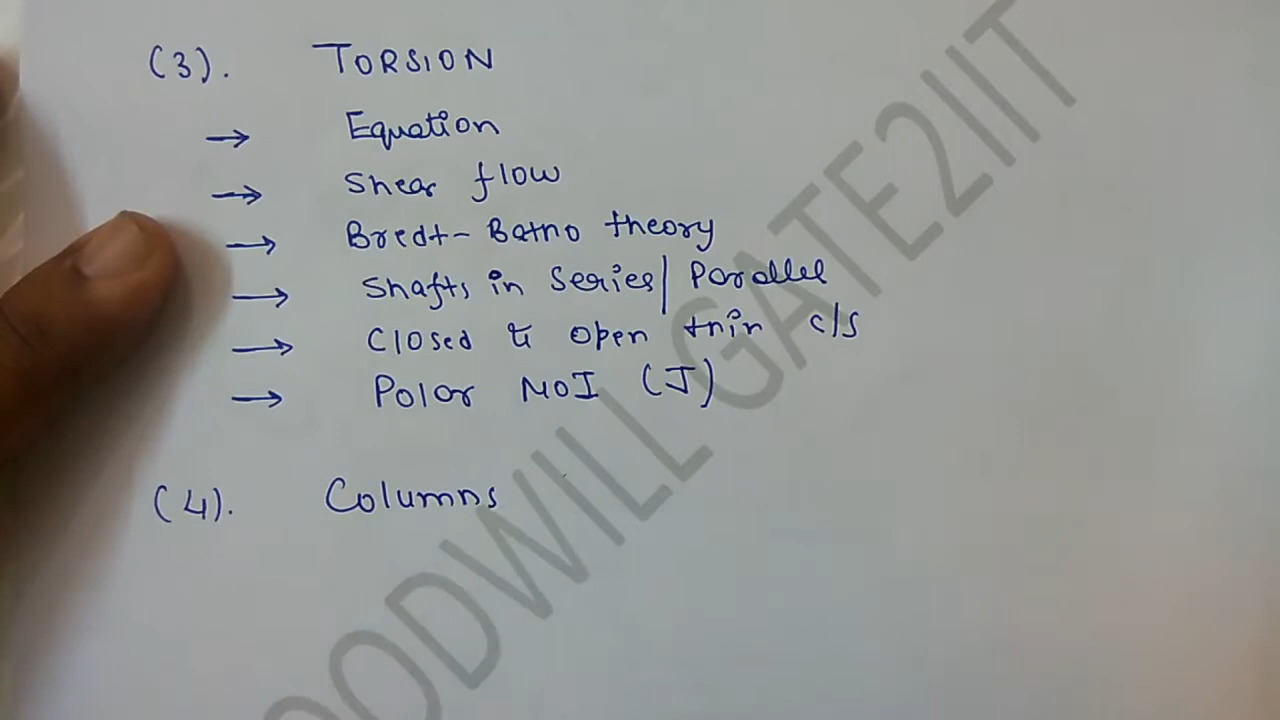 (3). TORSION
→ Equation
→ Shear flow
→ Bredt-Batho theory
→ Shafts in Series/ Parallel
→ Closed & open thin c/s
→ Polar MOI (J)
(4). Columns
GOODWILL GATE2IIT